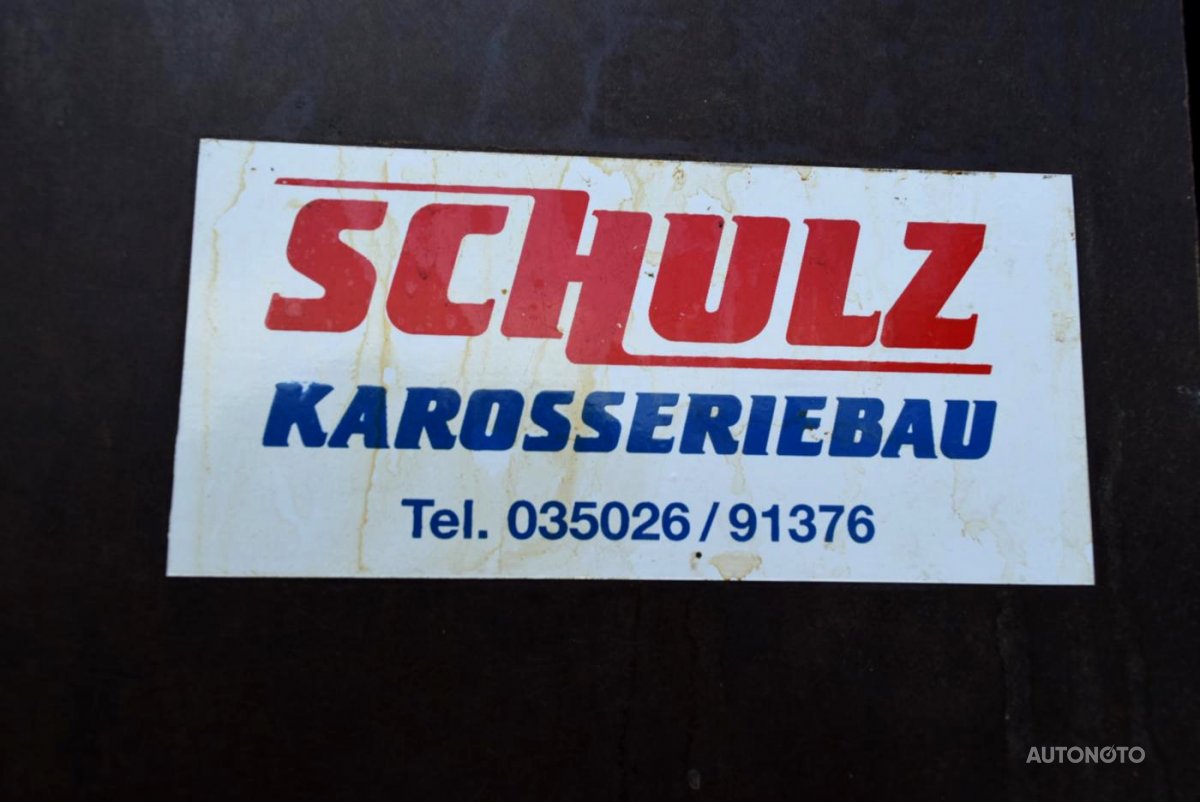 SCHULZ
KAROSSERIEBAU
Tel. 035026/91376
AUTONOTO